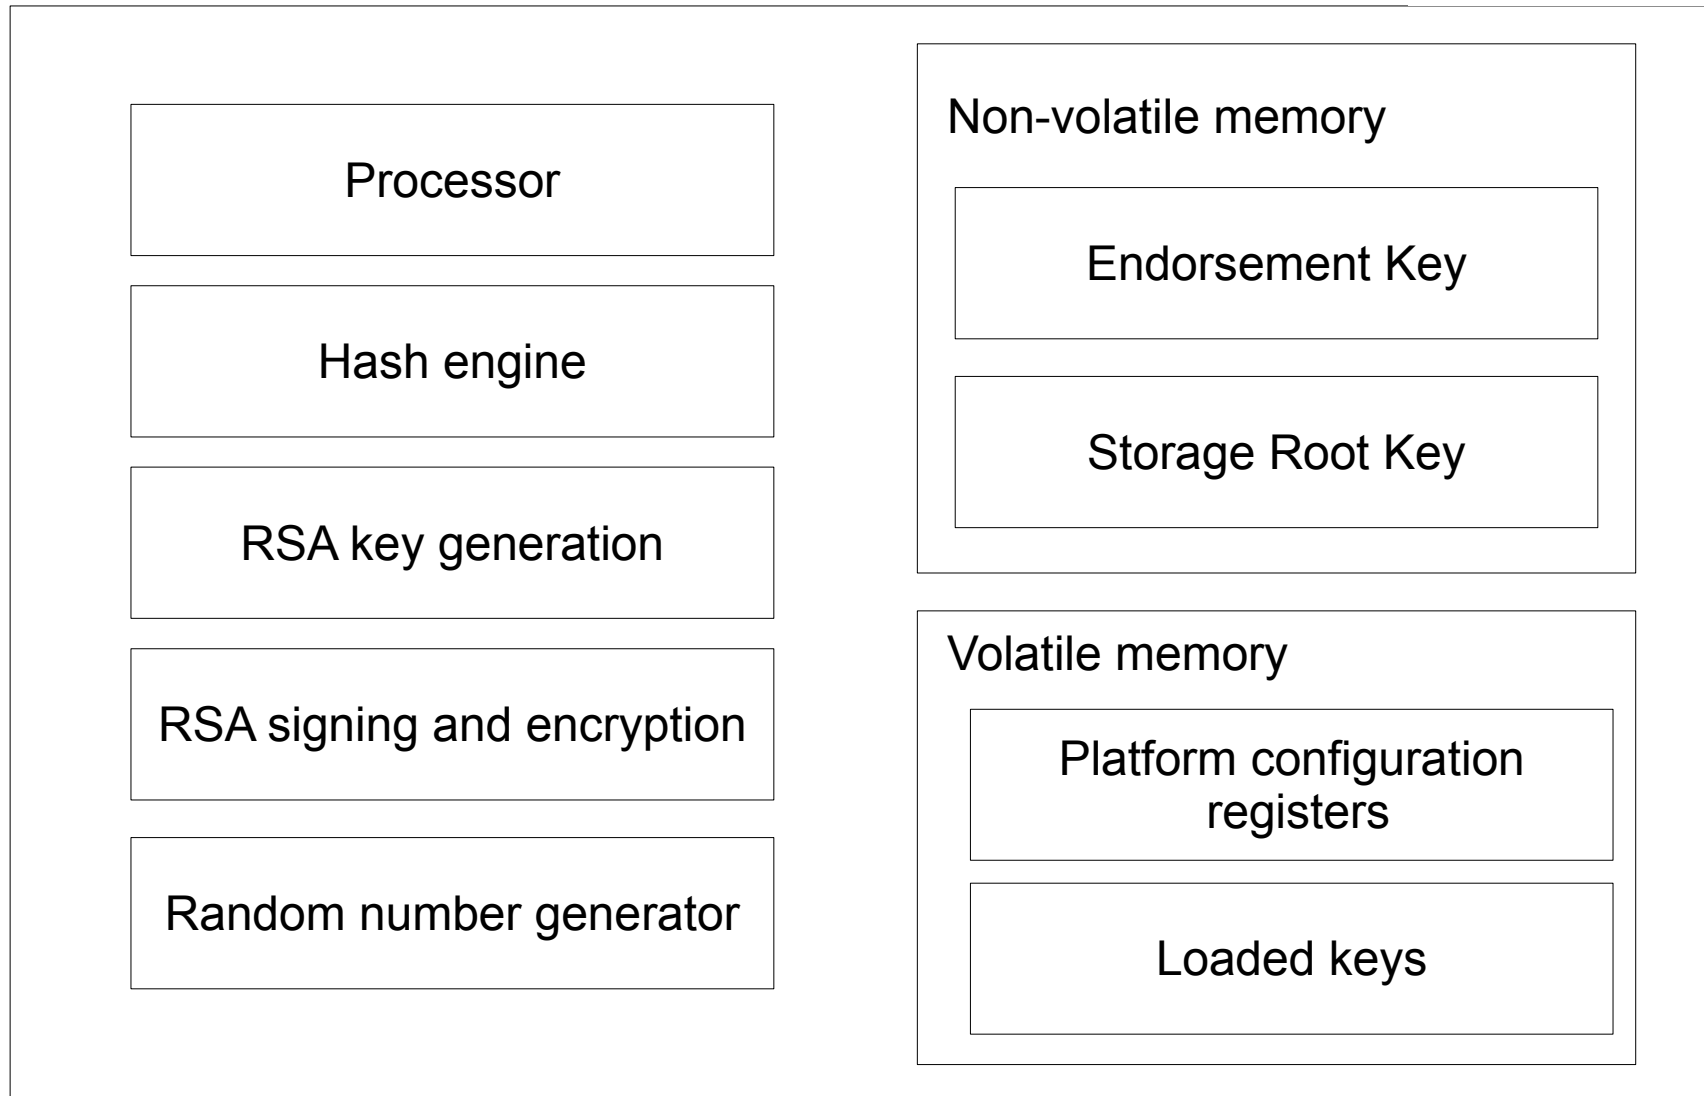 Processor
Hash engine
RSA key generation
RSA signing and encryption
Random number generator
Non-volatile memory
Endorsement Key
Storage Root Key
Volatile memory
Platform configuration
registers
Loaded keys